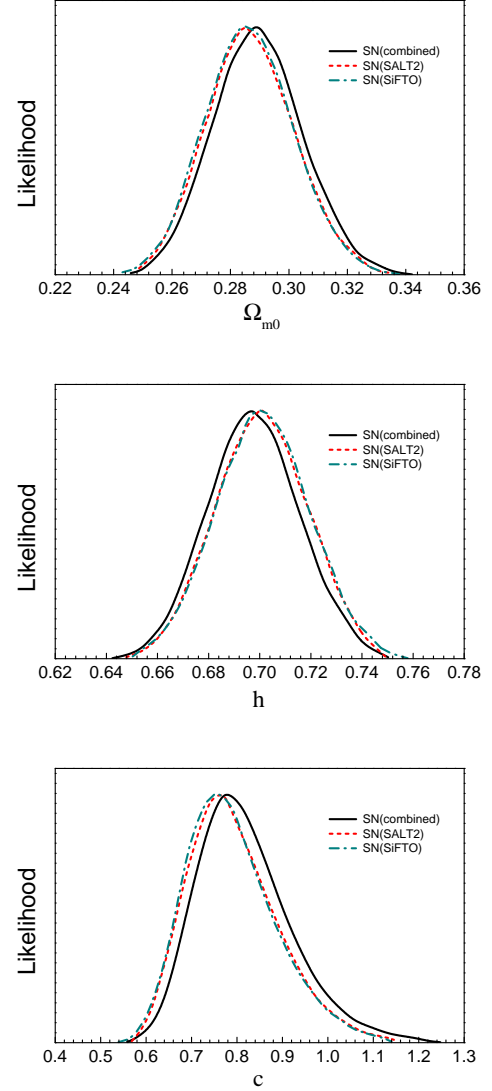 Likelihood
SN(combined)
SN(SALT2)
SN(SiFTO)
0.22 0.24 0.26 0.28 0.30 0.32 0.34 0.36
Ωm0
Likelihood
SN(combined)
SN(SALT2)
SN(SiFTO)
0.62 0.64 0.66 0.68 0.70 0.72 0.74 0.76 0.78
h
Likelihood
SN(combined)
SN(SALT2)
SN(SiFTO)
0.4 0.5 0.6 0.7 0.8 0.9 1.0 1.1 1.2 1.3
c